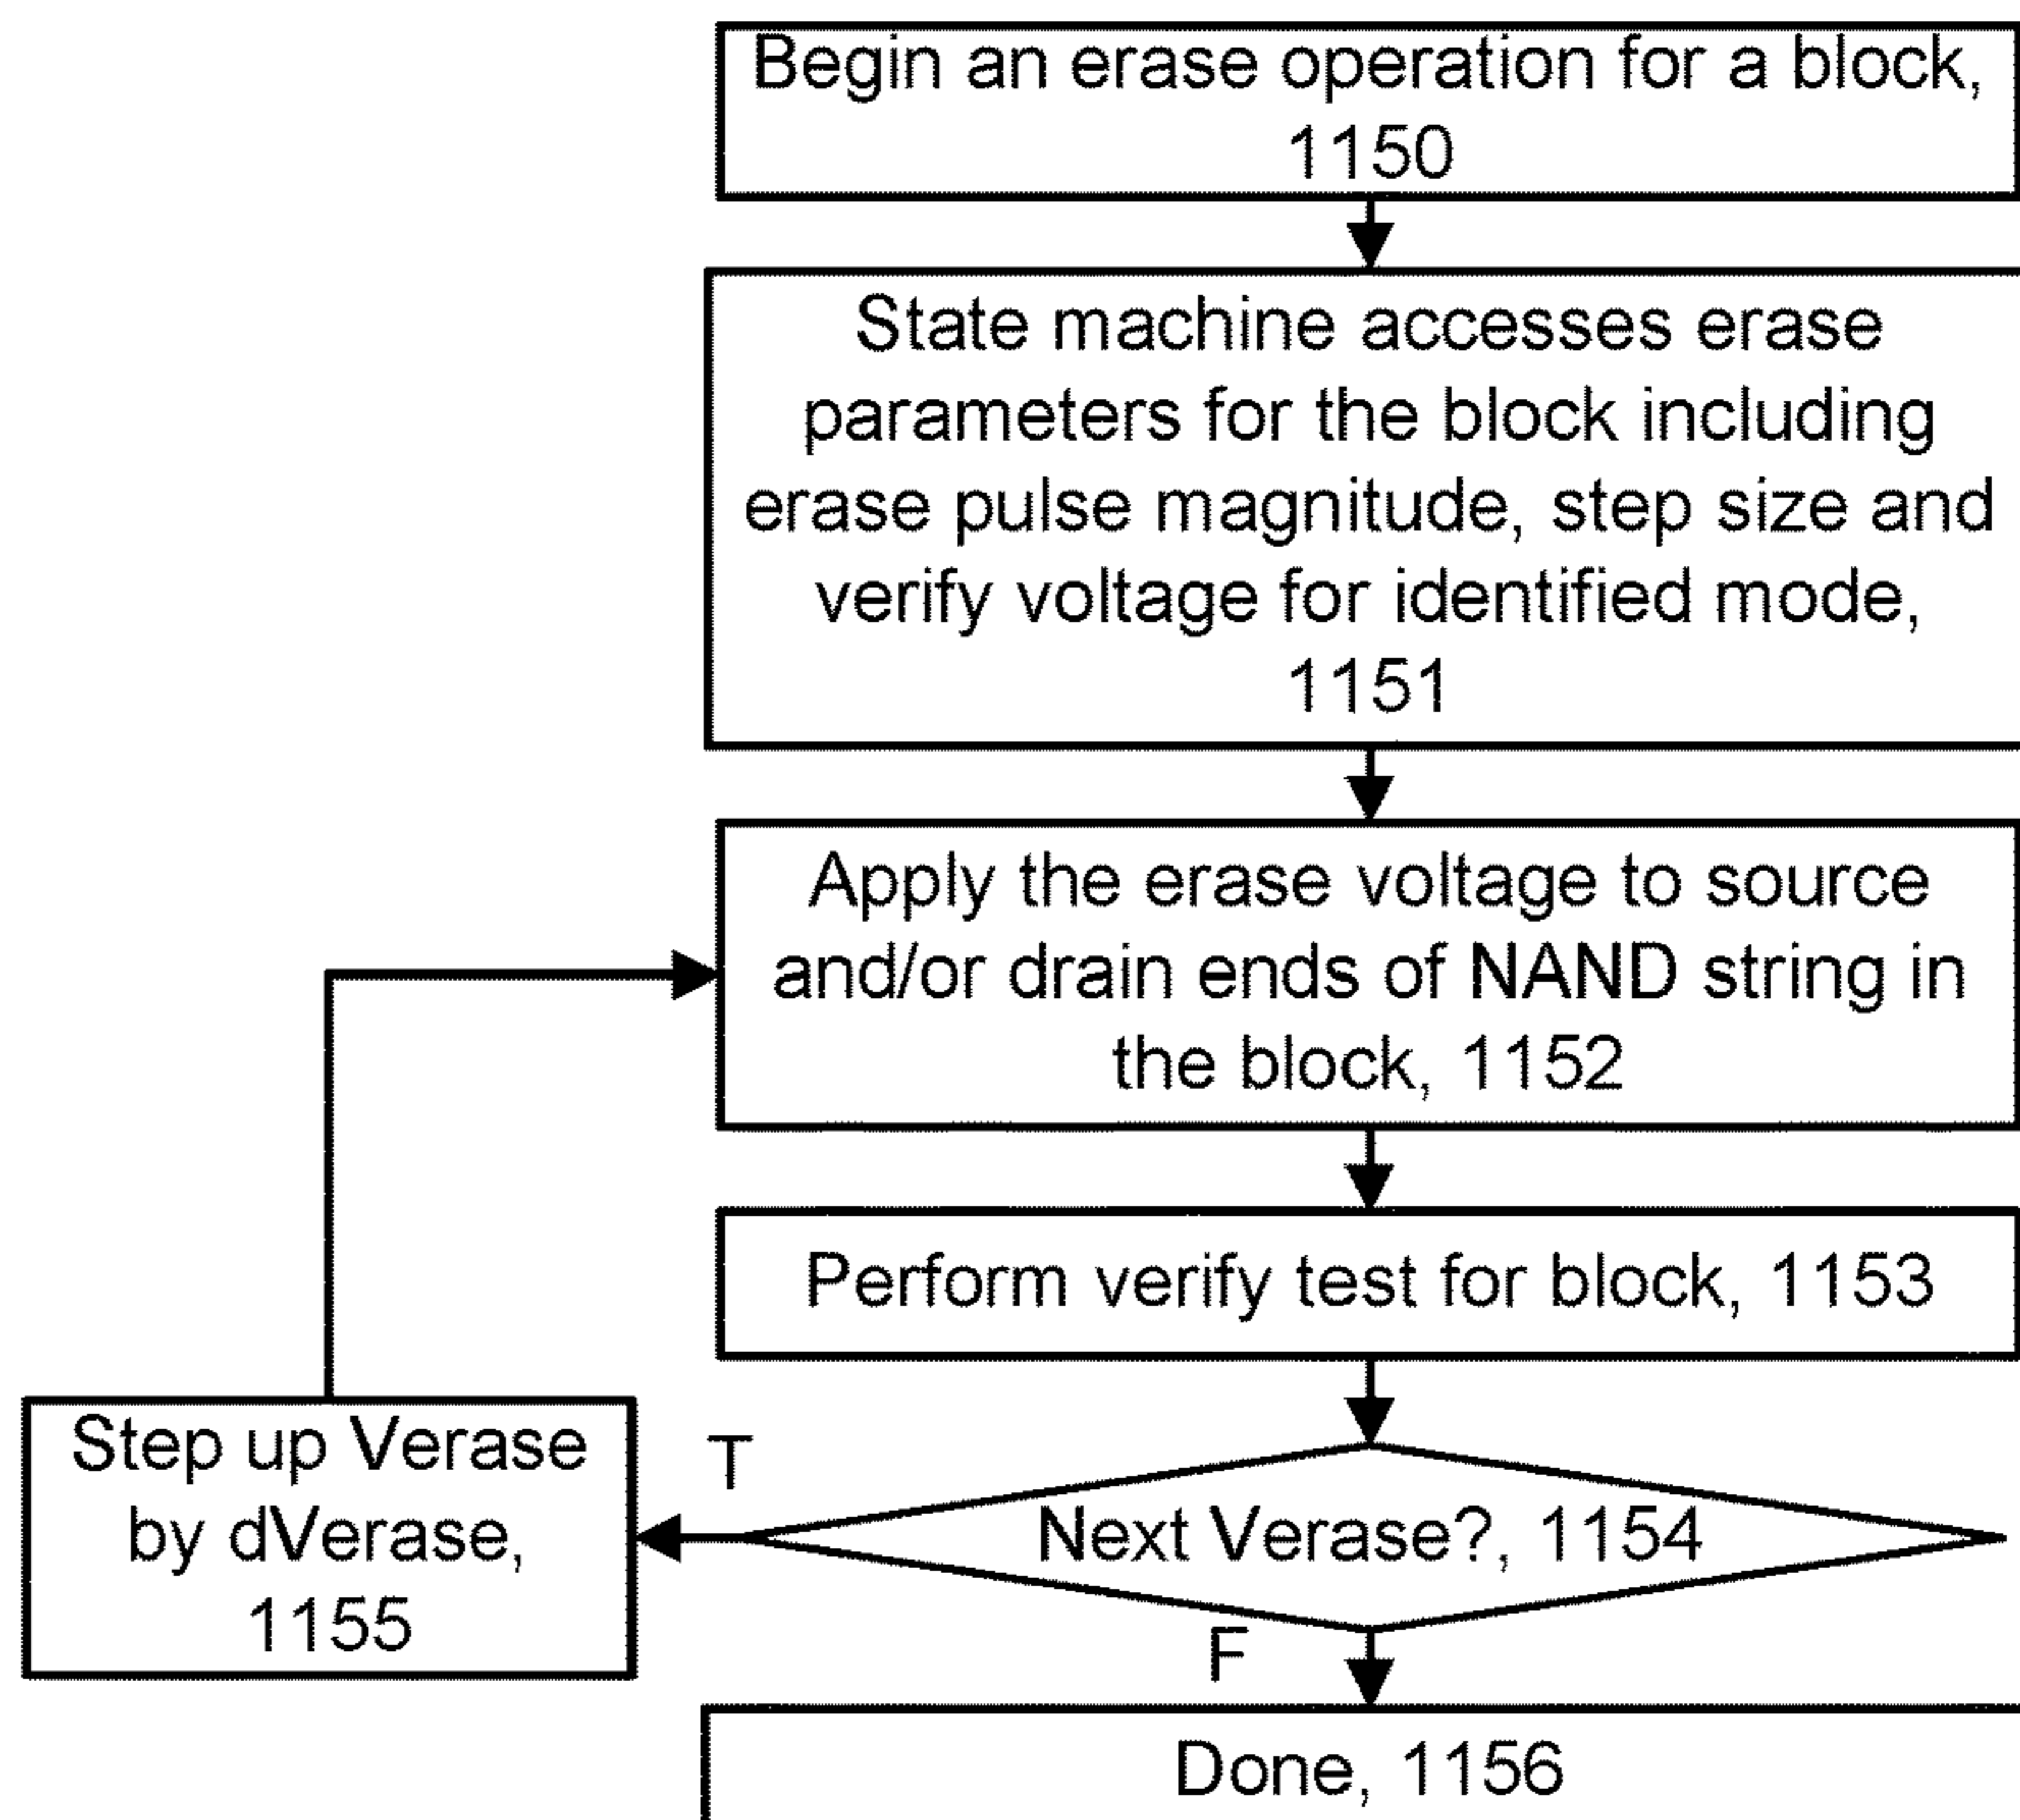 Begin an erase operation for a block,
1150
State machine accesses erase
parameters for the block including
erase pulse magnitude, step size and
verify voltage for identified mode,
1151
Apply the erase voltage to source
and/or drain ends of NAND string in
the block, 1152
Perform verify test for block, 1153
Next Verase?, 1154
T
Step up Verase
by dVerase,
1155
F
Done, 1156